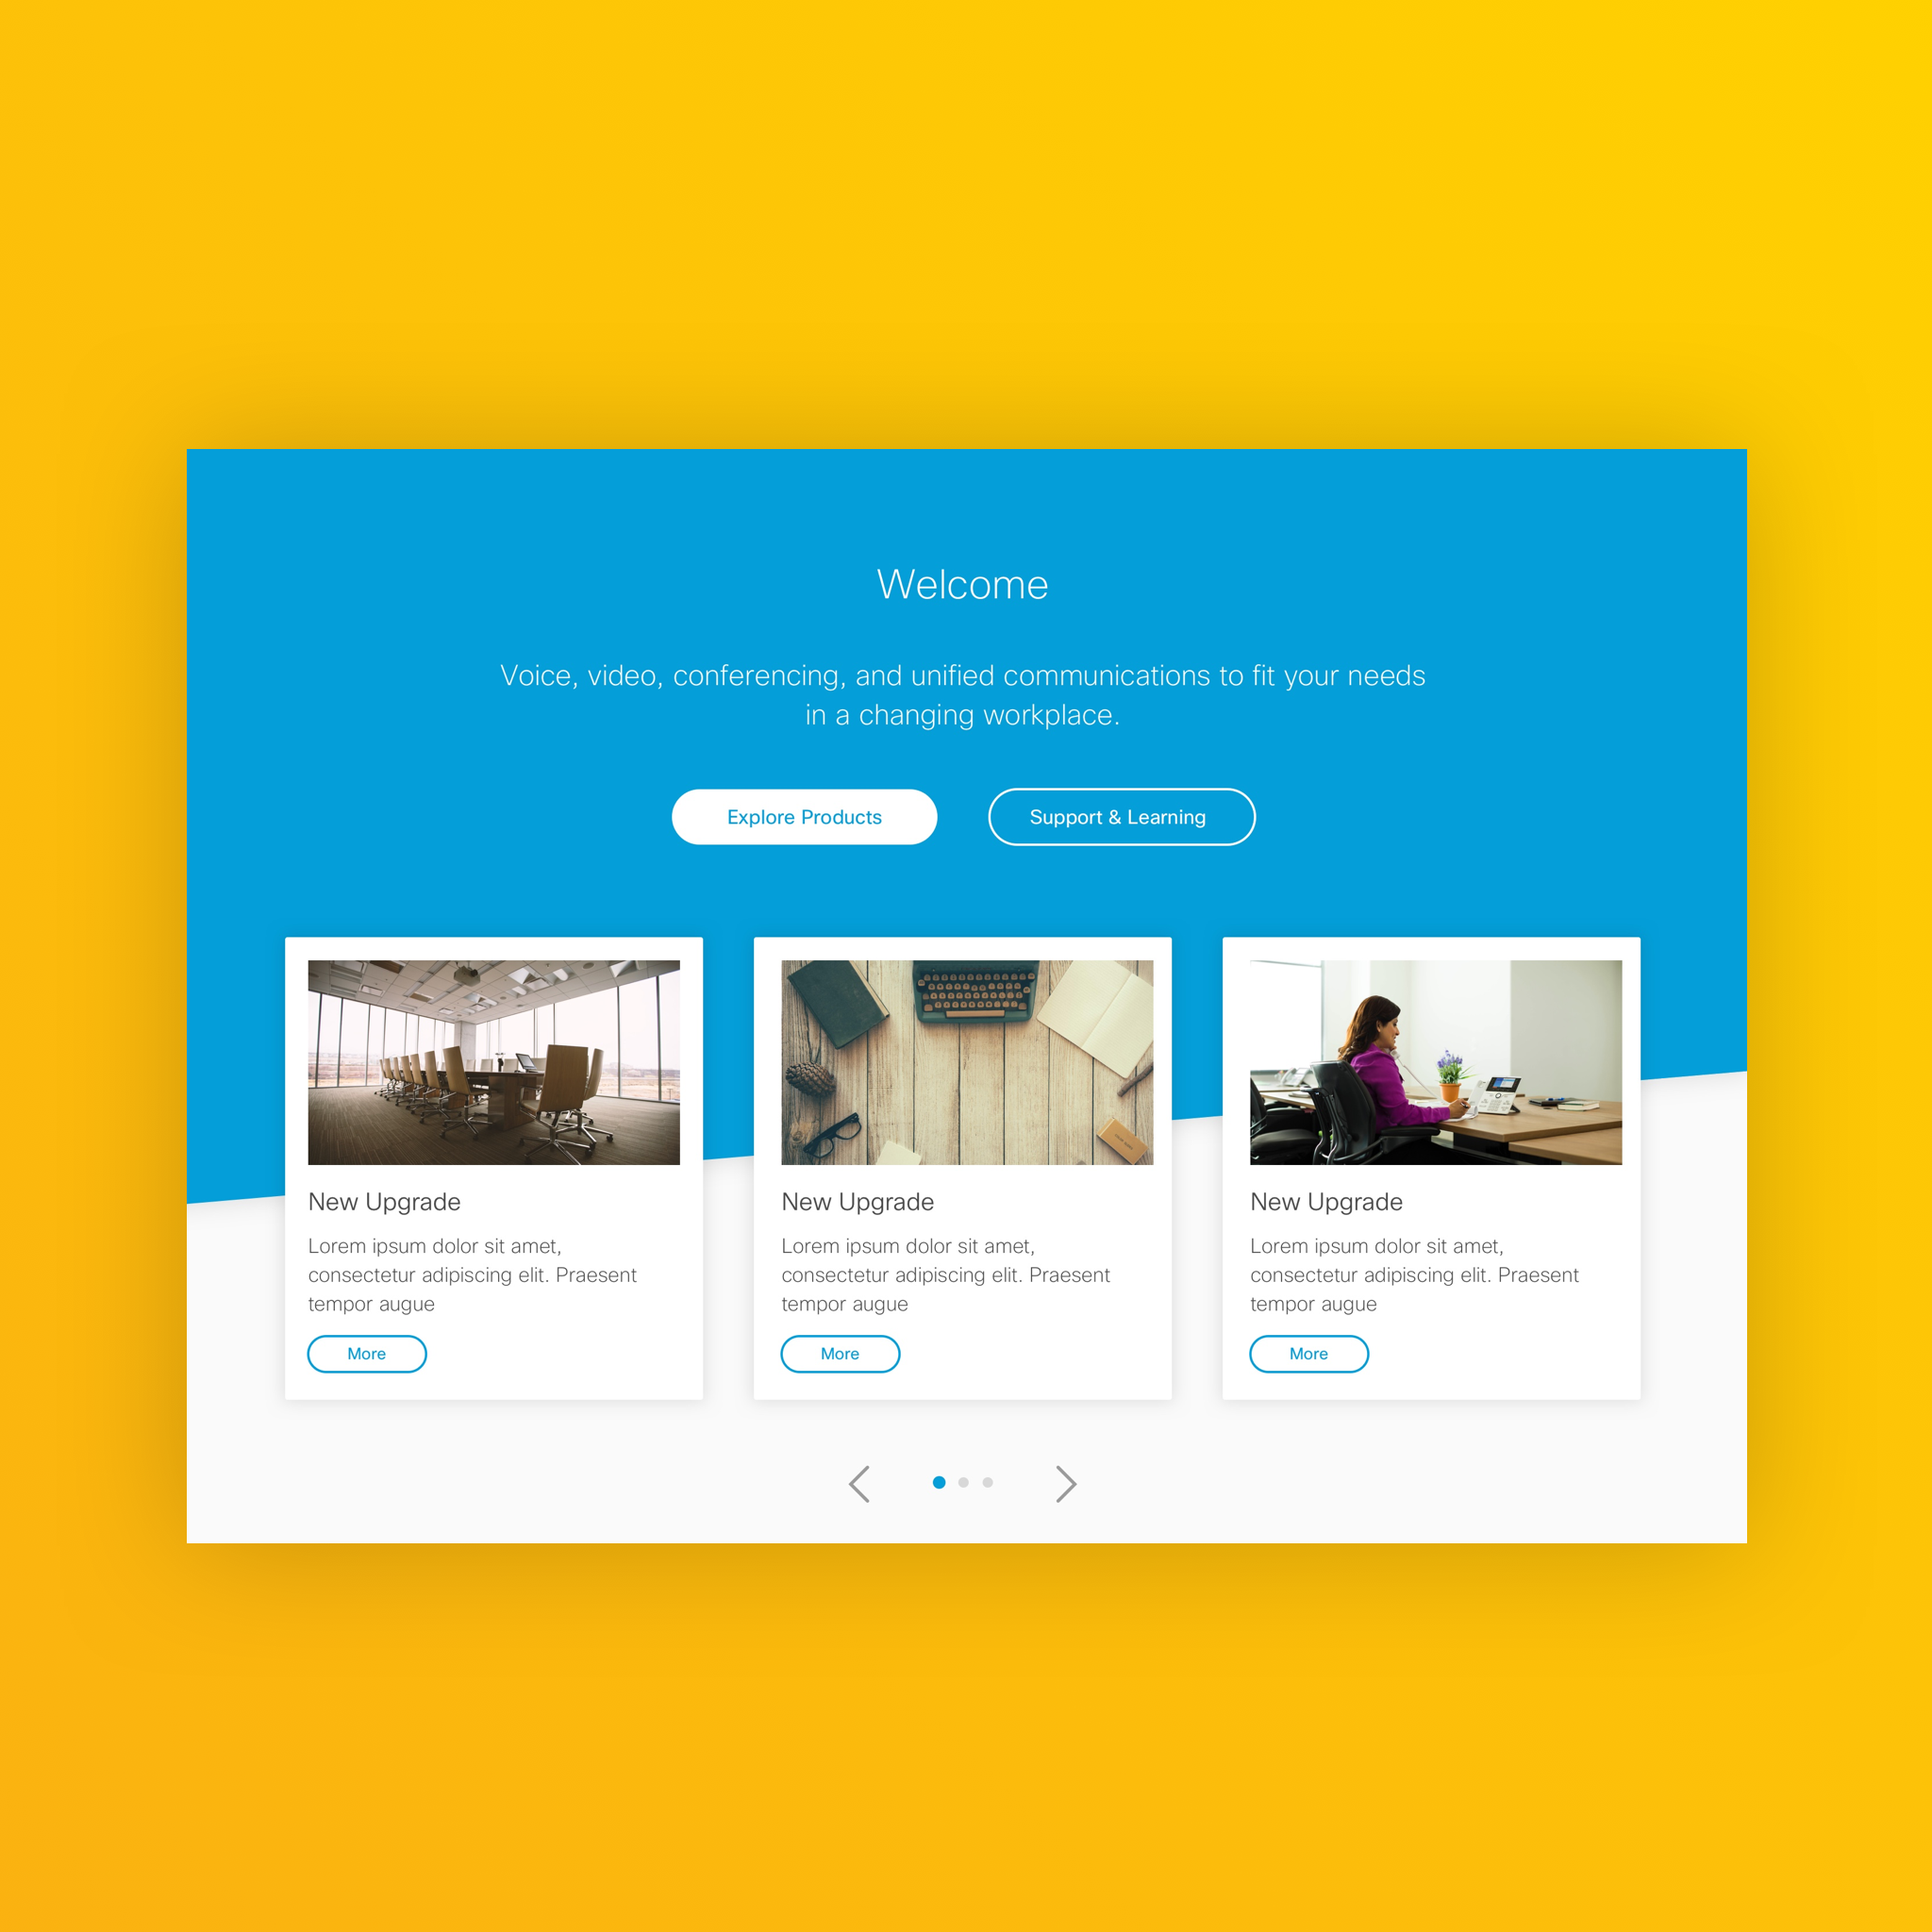 Welcome
Voice, video, conferencing, and unified communications to fit your needs
in a changing workplace.
Explore Products
Support & Learning
New Upgrade
Lorem ipsum dolor sit amet,
consectetur adipiscing elit. Praesent
tempor augue
More
New Upgrade
Lorem ipsum dolor sit amet,
consectetur adipiscing elit. Praesent
tempor augue
More
New Upgrade
Lorem ipsum dolor sit amet,
consectetur adipiscing elit. Praesent
tempor augue
More